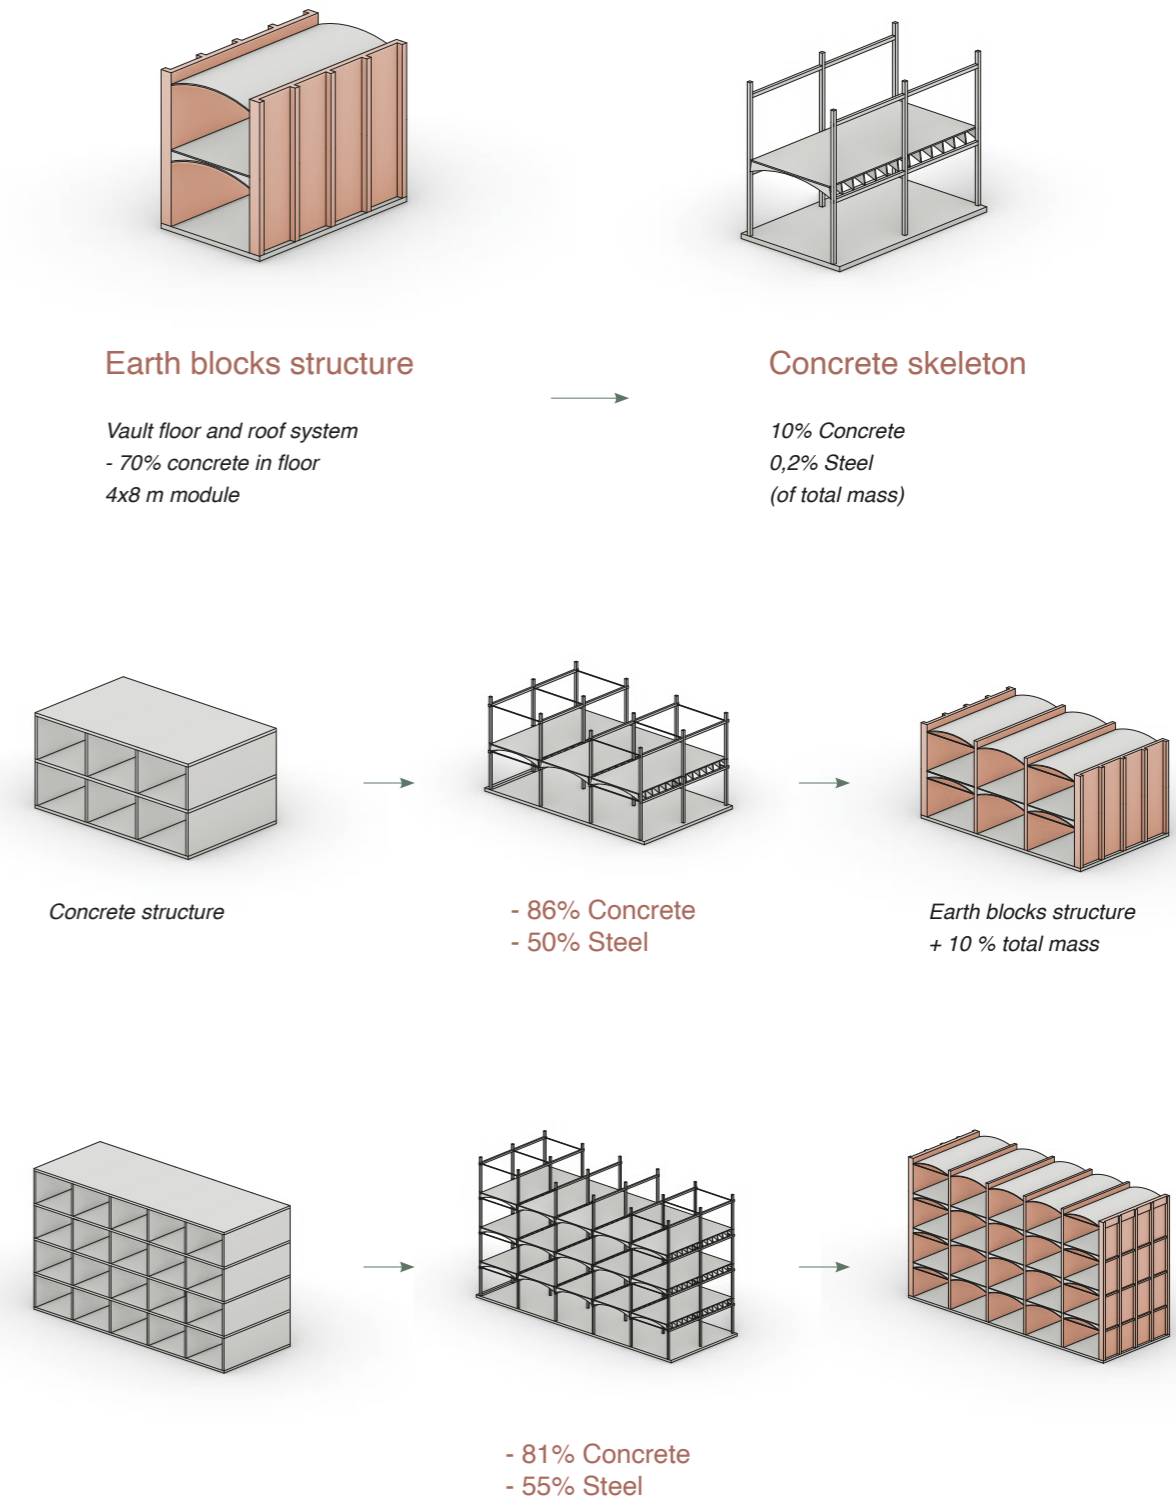 Earth blocks structure
Vault floor and roof system
- 70% concrete in floor
4x8 m module
Concrete skeleton
10% Concrete
0,2% Steel
(of total mass)
Concrete structure
- 86% Concrete
- 50% Steel
Earth blocks structure
+ 10 % total mass
- 81% Concrete
- 55% Steel